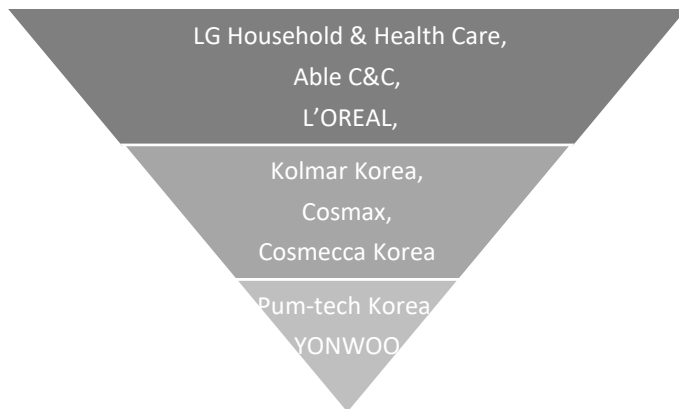 LG Household & Health Care,
Able C&C,
L’OREAL,
Kolmar Korea,
Cosmax,
Cosmecca Korea
Pum-tech Korea,
YONWOO